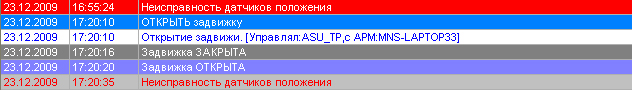 23.12.2009 16:55:24 Неисправность датчиков положения
23.12.2009 17:20:10 ОТКРЫТЬ задвижку
23.12.2009 17:20:10 Открытие задвижи. [Управлял:ASU_TP,с АРМ:MNS-LAPTOP33]
23.12.2009 17:20:16 Задвижка ЗАКРЫТА
23.12.2009 17:20:20 Задвижка ОТКРЫТА
23.12.2009 17:20:35 Неисправность датчиков положения